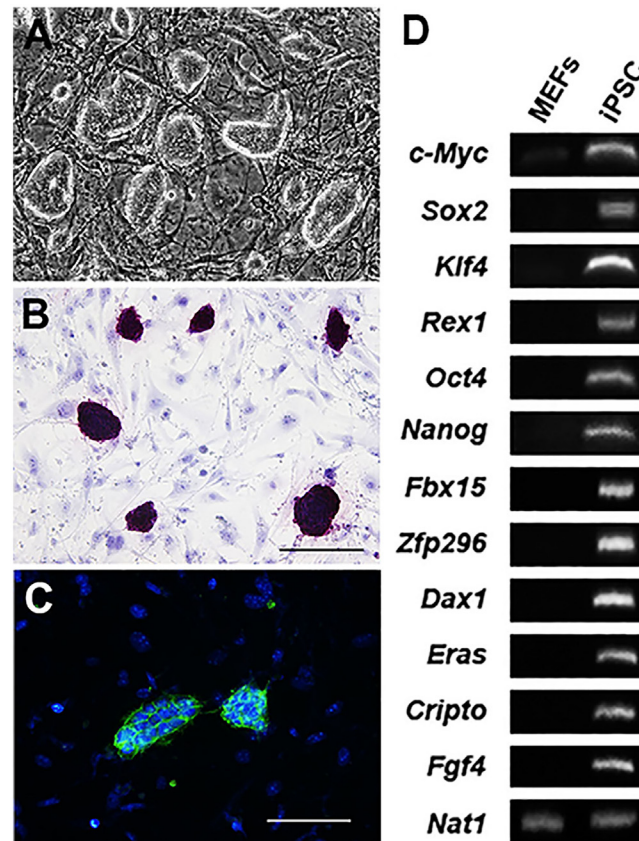 A
B
C
D
MEFs
iPSC
c-Myc
Sox2
Klf4
Rex1
Oct4
Nanog
Fbx15
Zfp296
Dax1
Eras
Cripto
Fgf4
Nat1